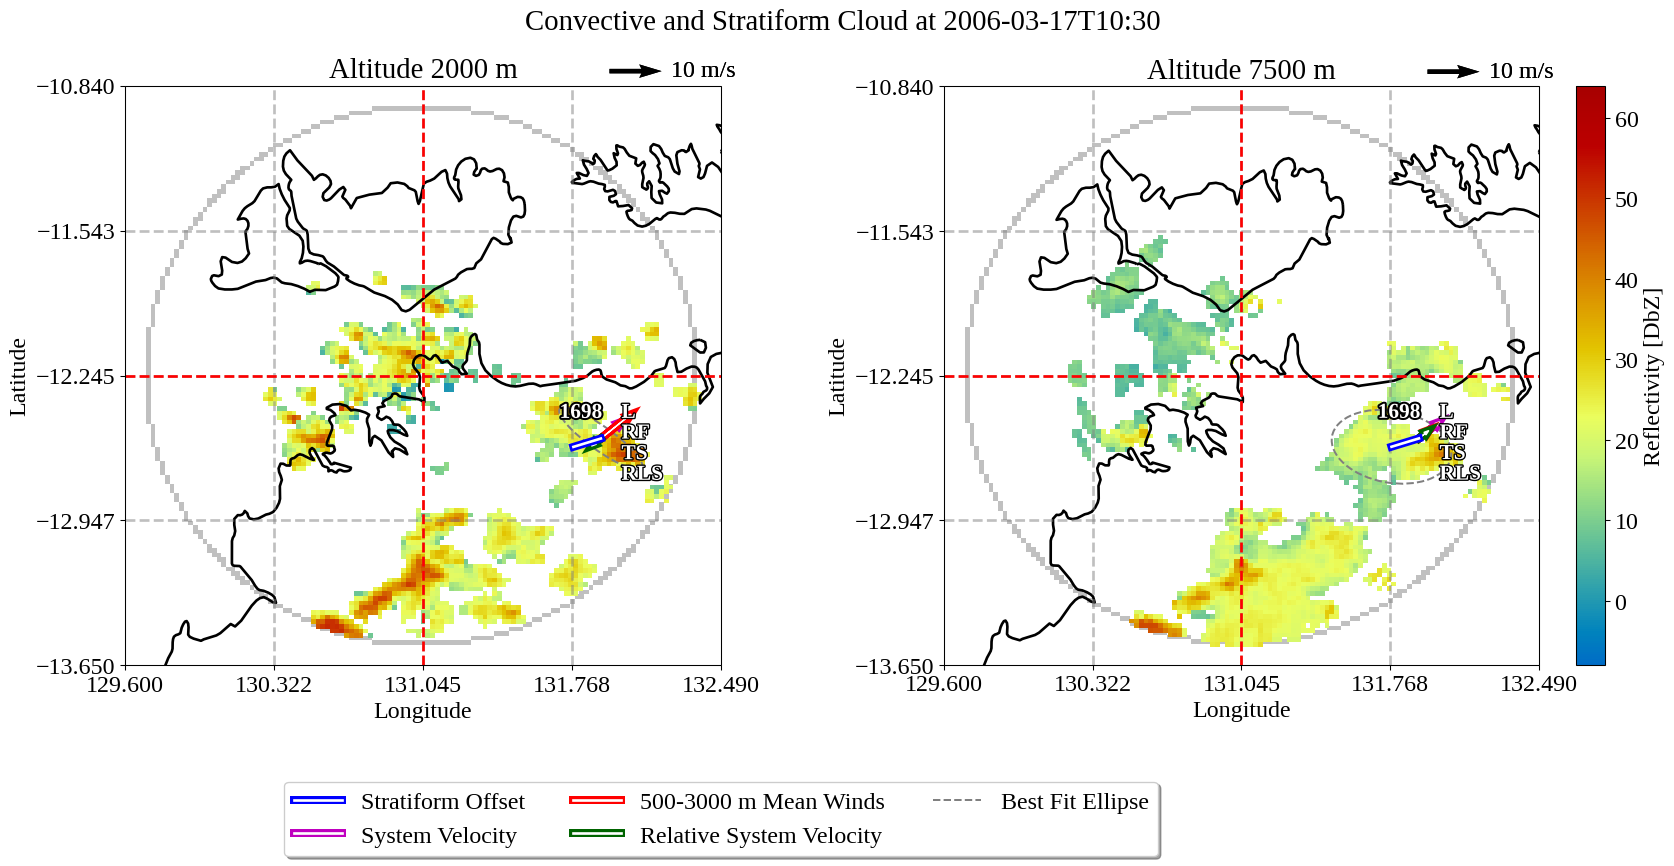 Convective and Stratiform Cloud at 2006-03-17T10:30
Altitude 2000 m
10 m/s
Altitude 7500 m
10 m/s
−10.840
−11.543
−12.245
−12.947
−13.650
Latitude
129.600
130.322
131.045
131.768
132.490
Longitude
1698
L
RF
TS
RLS
−10.840
−11.543
−12.245
−12.947
−13.650
Latitude
129.600
130.322
131.045
131.768
132.490
Longitude
1698
L
RF
TS
RLS
60
50
40
30
20
10
0
Reflectivity [DbZ]
Stratiform Offset
System Velocity
500-3000 m Mean Winds
Relative System Velocity
Best Fit Ellipse